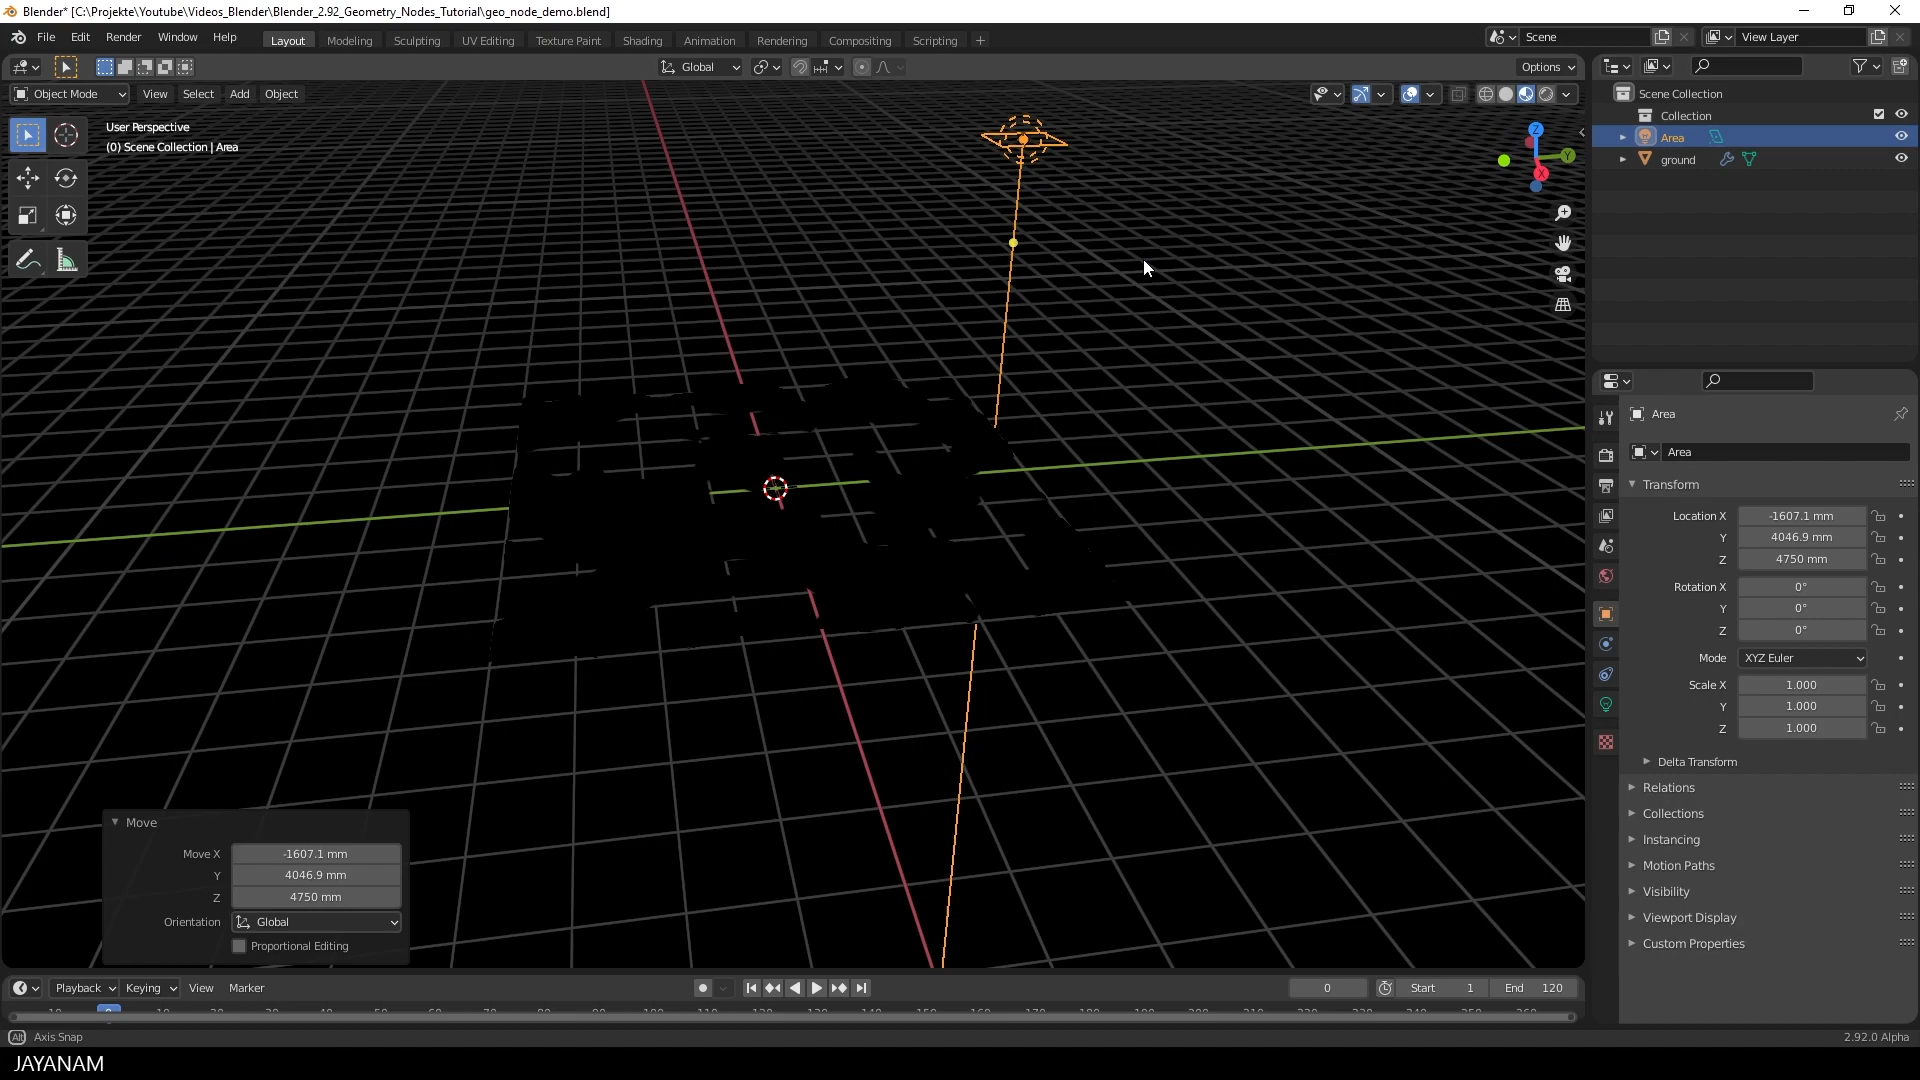 Blender* [C:\Projekte\Youtube\Videos_Blender\Blender_2.92_Geometry_Nodes_Tutorial\geo_node_demo.blend]
File Edit Render Window Help Layout Modeling Sculpting UV Editing Texture Paint Shading Animation Rendering Compositing Scripting + Scene View Layer
Global Options
Object Mode View Select Add Object
User Perspective
(0) Scene Collection | Area
Z
Y
X
Scene Collection
Collection
Area
ground
Area
Area
Transform
Location X -1607.1 mm
Y 4046.9 mm
Z 4750 mm
Rotation X 0°
Y 0°
Z 0°
Mode XYZ Euler
Scale X 1.000
Y 1.000
Z 1.000
Delta Transform
Relations
Collections
Instancing
Motion Paths
Visibility
Viewport Display
Custom Properties
Move
Move X -1607.1 mm
Y 4046.9 mm
Z 4750 mm
Orientation Global
Proportional Editing
Playback Keying View Marker 0 Start 1 End 120
Alt Axis Snap 2.92.0 Alpha
JAYANAM